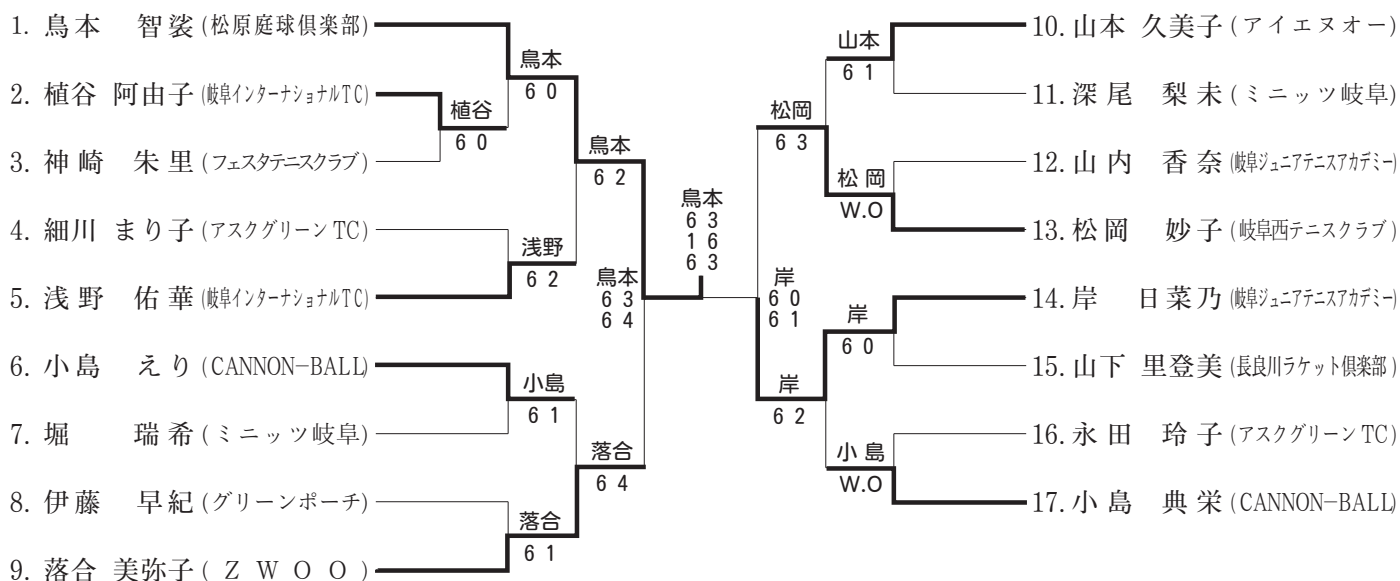 1. 鳥本 智裟 (松原庭球倶楽部)
2. 植谷 阿由子 (岐阜インターナショナルTC)
3. 神崎 朱里 (フェスタテニスクラブ)
4. 細川 まり子 (アスクグリーンTC)
5. 浅野 佑華 (岐阜インターナショナルTC)
6. 小島 えり (CANNON-BALL)
7. 堀 瑞希 (ミニッツ岐阜)
8. 伊藤 早紀 (グリーンポーチ)
9. 落合 美弥子 (ZWOO)
植谷
6 0
鳥本
6 0
浅野
6 2
小島
6 1
落合
6 1
鳥本
6 2
落合
6 4
鳥本
6 3
6 4
鳥本
6 3
1 6
6 3
岸
6 0
6 1
松岡
6 3
岸
6 2
山本
6 1
松岡
W.O
岸
6 0
小島
W.O
10. 山本 久美子 (アイエヌオー)
11. 深尾 梨未 (ミニッツ岐阜)
12. 山内 香奈 (岐阜ジュニアテニスアカデミー)
13. 松岡 妙子 (岐阜西テニスクラブ)
14. 岸 日菜乃 (岐阜ジュニアテニスアカデミー)
15. 山下 里登美 (長良川ラケット倶楽部)
16. 永田 玲子 (アスクグリーンTC)
17. 小島 典栄 (CANNON-BALL)